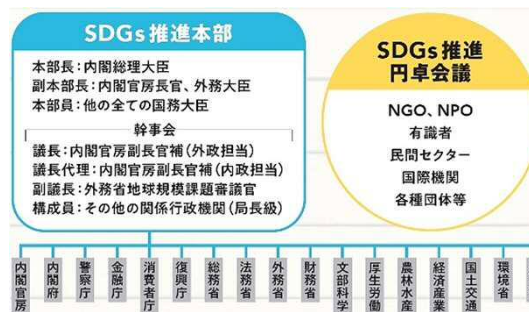 SDGs推進本部
本部長:内閣総理大臣
副本部長:内閣官房長官、外務大臣
本部員:他の全ての国務大臣
幹事会
議長:内閣官房副長官補(外政担当)
議長代理:内閣官房副長官補(内政担当)
副議長:外務省地球規模課題審議官
構成員:その他の関係行政機関(局長級)
SDGs推進
円卓会議
NGO、NPO
有識者
民間セクター
国際機関
各種団体等
内閣官房
内閣府
警察庁
金融庁
消費者庁
復興庁
総務省
法務省
外務省
財務省
文部科学
厚生労働
農林水産
経済産業
国土交通
環境省